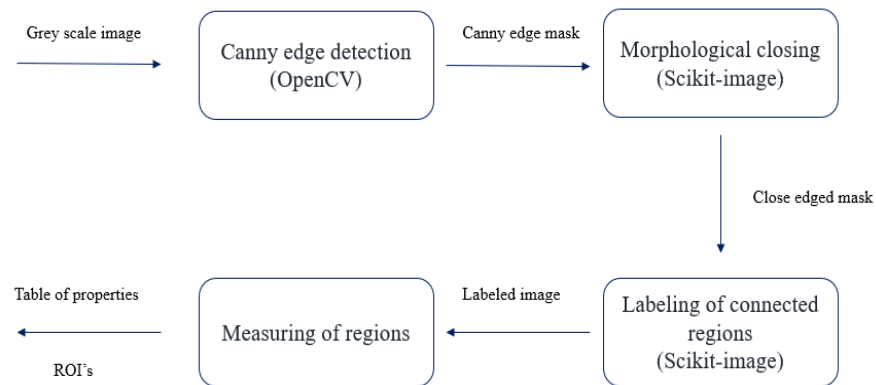 Grey scale image
Canny edge detection
(OpenCV)
Canny edge mask
Morphological closing
(Scikit-image)
Close edged mask
Labeling of connected
regions
(Scikit-image)
Labeled image
Measuring of regions
Table of properties
ROI's